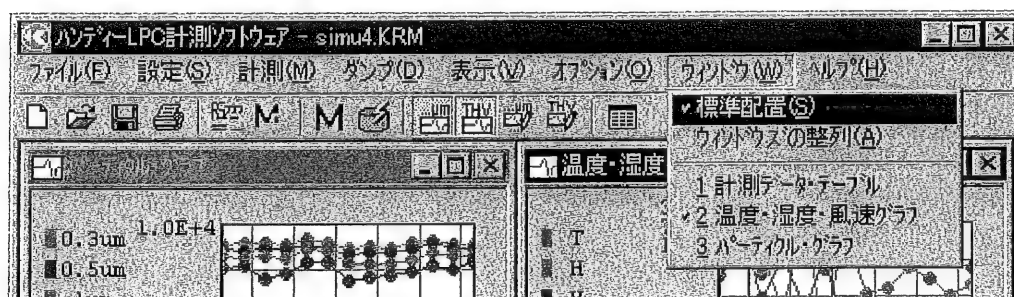 ハンディーLPC計測ソフトウェア - simu4.KRM
ファイル(F) 設定(S) 計測(M) ダンプ(D) 表示(V) オプション(O) ウィンドウ(W) ヘルプ(H)
標準配置(S)
ウィンドウズの整列(A)
1 計測データ・テーブル
2 温度・湿度・風速グラフ
3 パーティクル・グラフ
温度・湿度
1.0E+4
0.3um
0.5um
T
H